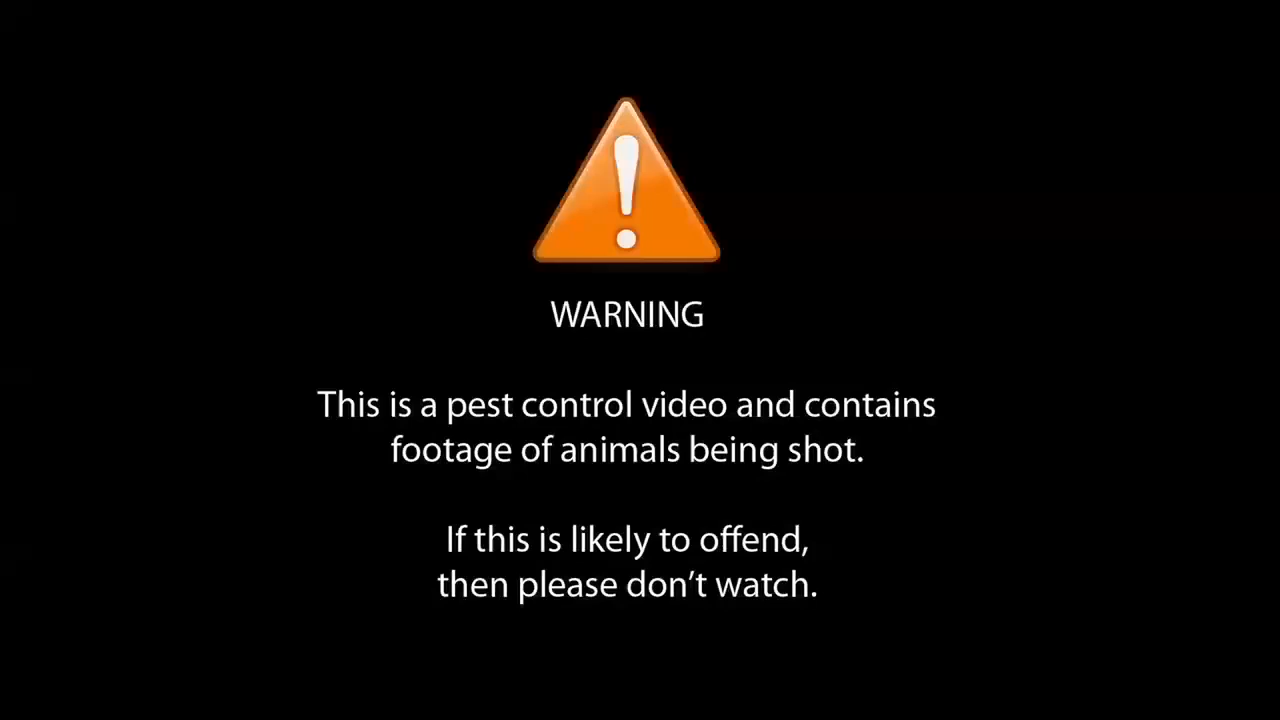 WARNING
This is a pest control video and contains
footage of animals being shot.
If this is likely to offend,
then please don’t watch.